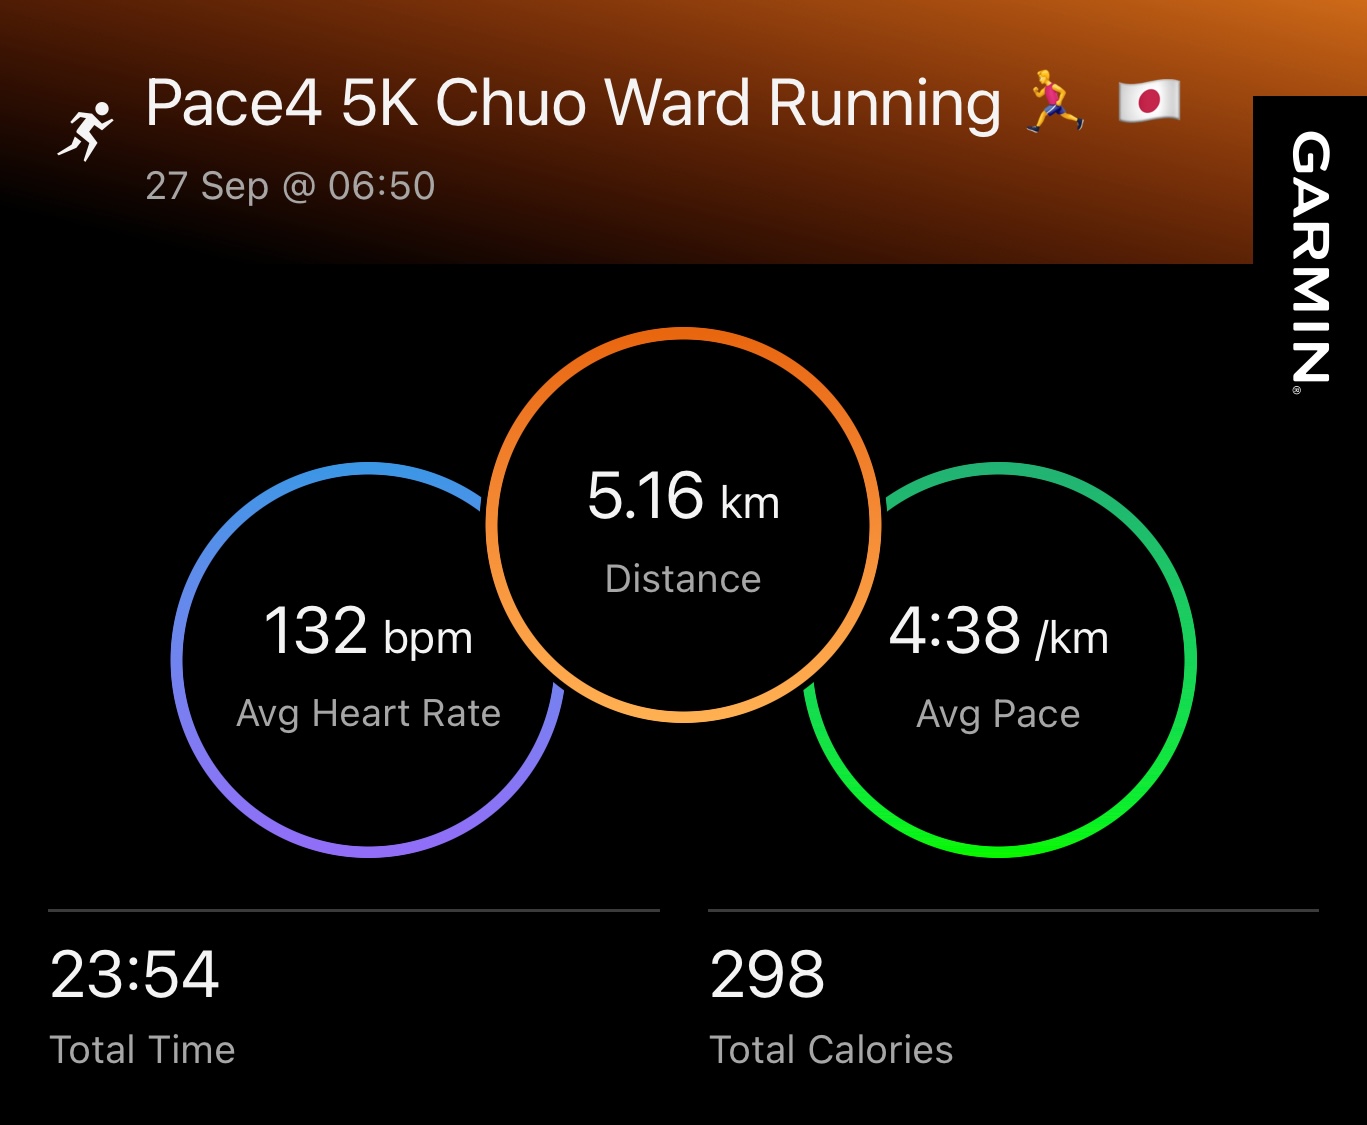 Pace4 5K Chuo Ward Running 🏃 🇯🇵
27 Sep @ 06:50
GARMIN®
5.16 km
Distance
132 bpm
Avg Heart Rate
4:38 /km
Avg Pace
23:54
Total Time
298
Total Calories